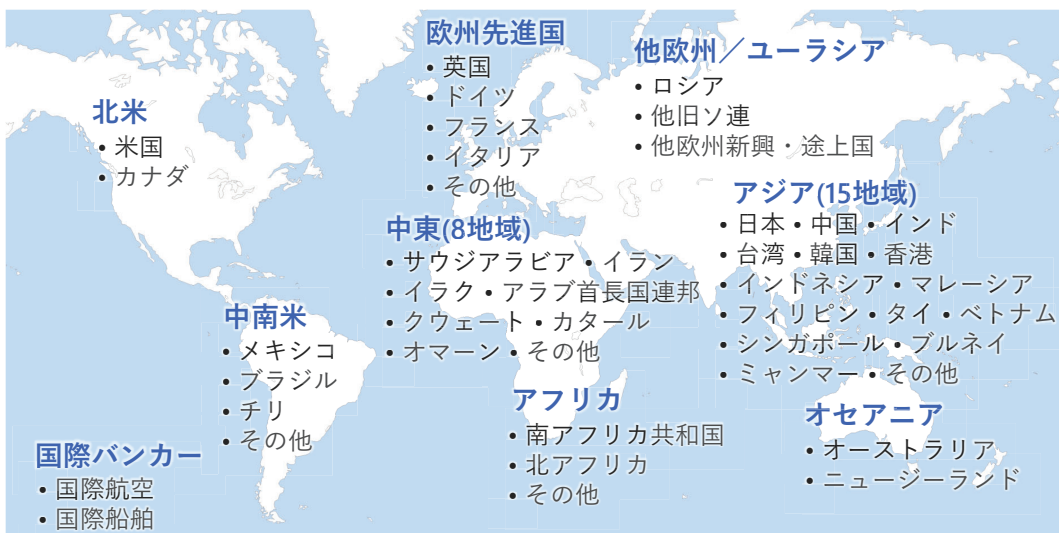 北米
• 米国
• カナダ
欧州先進国
• 英国
• ドイツ
• フランス
• イタリア
• その他
他欧州／ユーラシア
• ロシア
• 他旧ソ連
• 他欧州新興・途上国
中東(8地域)
• サウジアラビア • イラン
• イラク • アラブ首長国連邦
• クウェート • カタール
• オマーン • その他
アジア(15地域)
• 日本 • 中国 • インド
• 台湾 • 韓国 • 香港
• インドネシア • マレーシア
• フィリピン • タイ • ベトナム
• シンガポール • ブルネイ
• ミャンマー • その他
中南米
• メキシコ
• ブラジル
• チリ
• その他
アフリカ
• 南アフリカ共和国
• 北アフリカ
• その他
オセアニア
• オーストラリア
• ニュージーランド
国際バンカー
• 国際航空
• 国際船舶